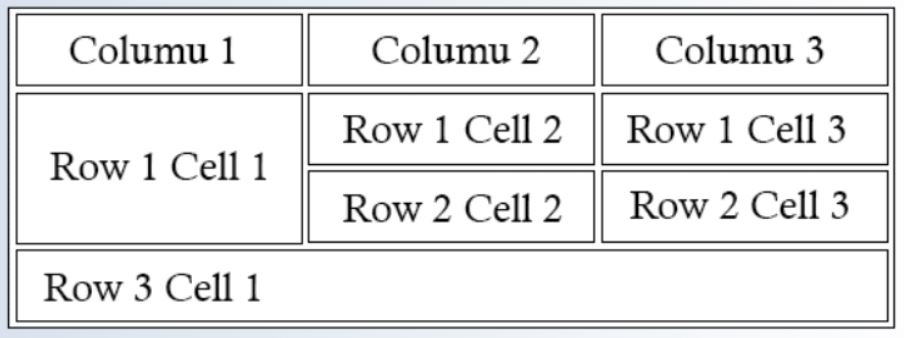 Columu 1 Columu 2 Columu 3
Row 1 Cell 1 Row 1 Cell 2 Row 1 Cell 3
Row 2 Cell 2 Row 2 Cell 3
Row 3 Cell 1